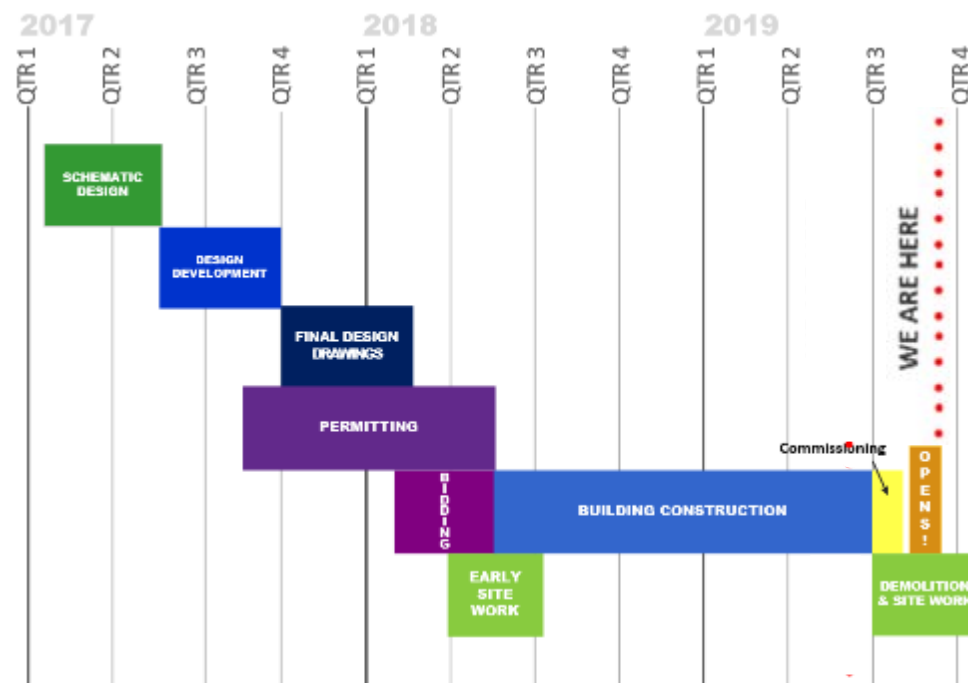 2017
2018
2019
QTR 1
QTR 2
QTR 3
QTR 4
QTR 1
QTR 2
QTR 3
QTR 4
QTR 1
QTR 2
QTR 3
QTR 4
SCHEMATIC
DESIGN
DESIGN
DEVELOPMENT
WE ARE HERE
FINAL DESIGN
DRAWINGS
PERMITTING
Commissioning
BIDDING
BUILDING CONSTRUCTION
OPENS!
EARLY
SITE
WORK
DEMOLITION
& SITE WORK